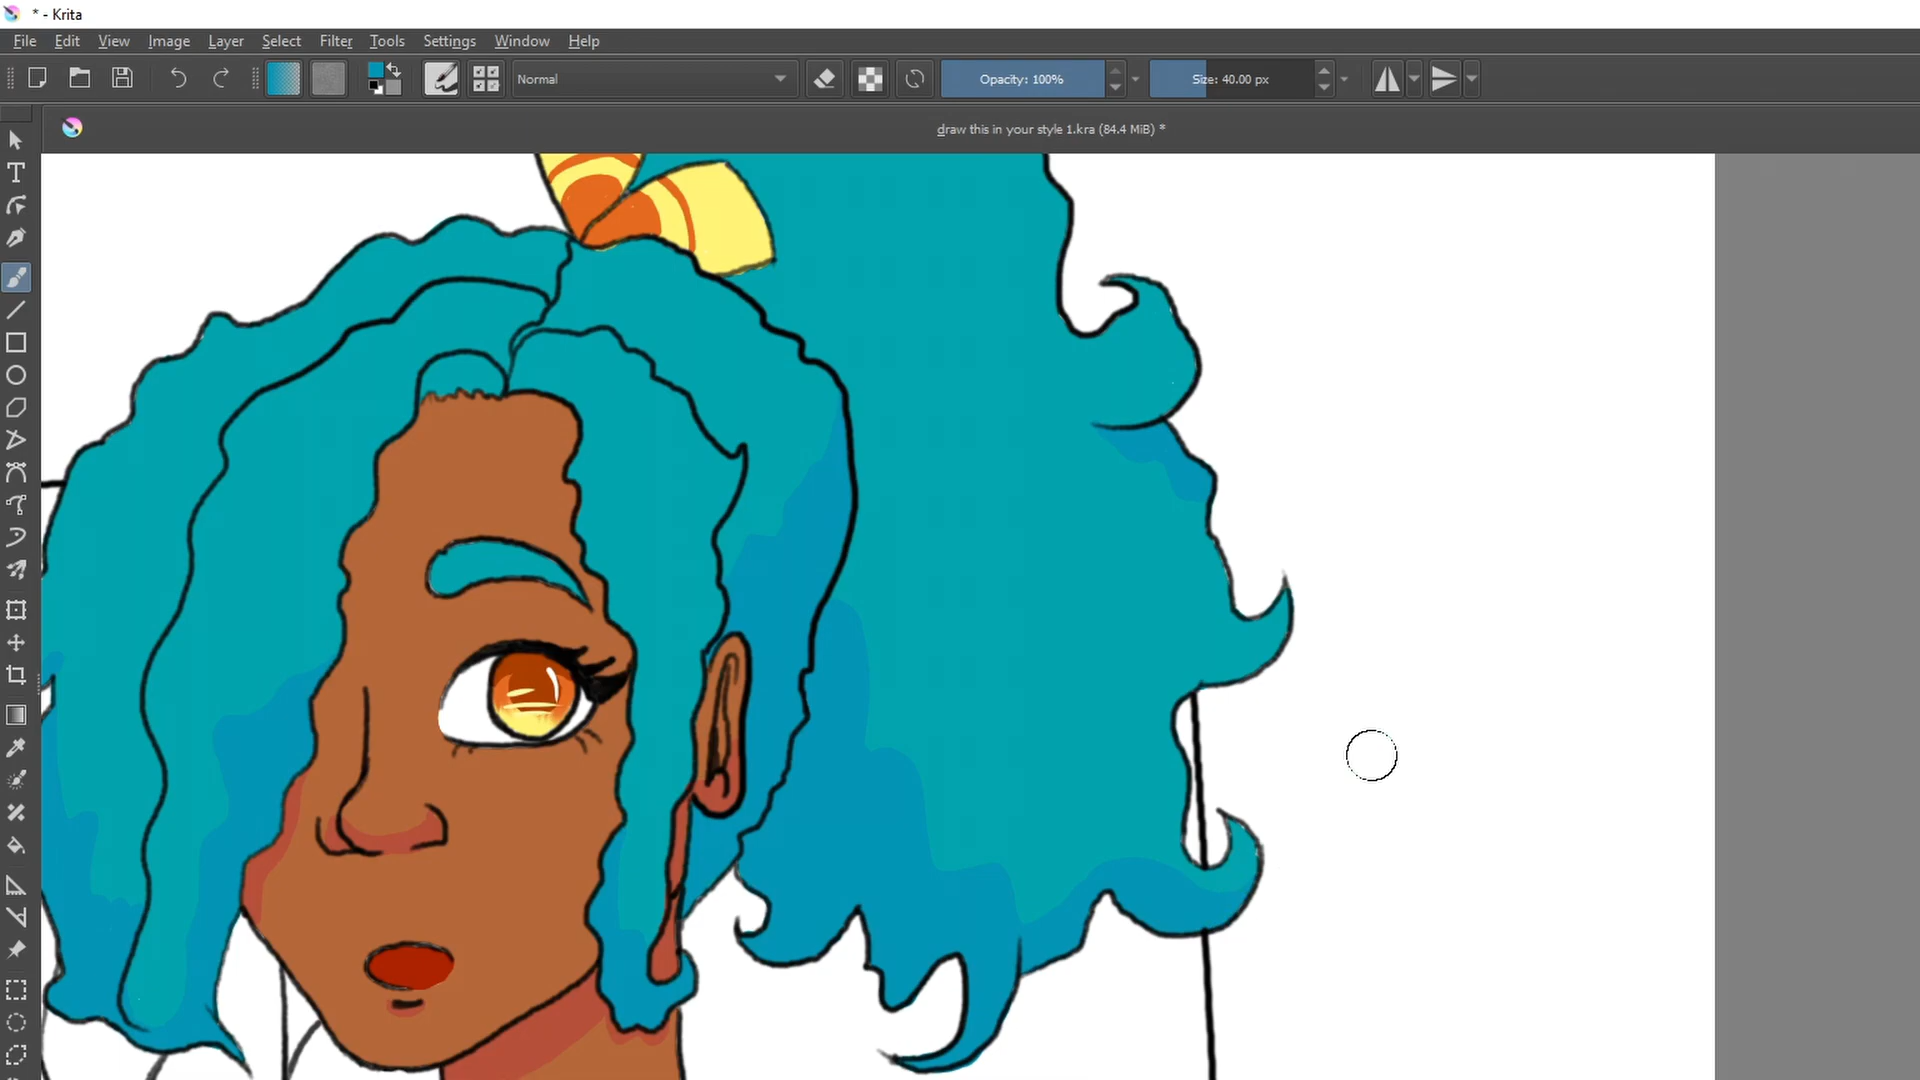 * - Krita
File Edit View Image Layer Select Filter Tools Settings Window Help
Normal Opacity: 100% Size: 40.00 px
draw this in your style 1.kra (84.4 MiB) *